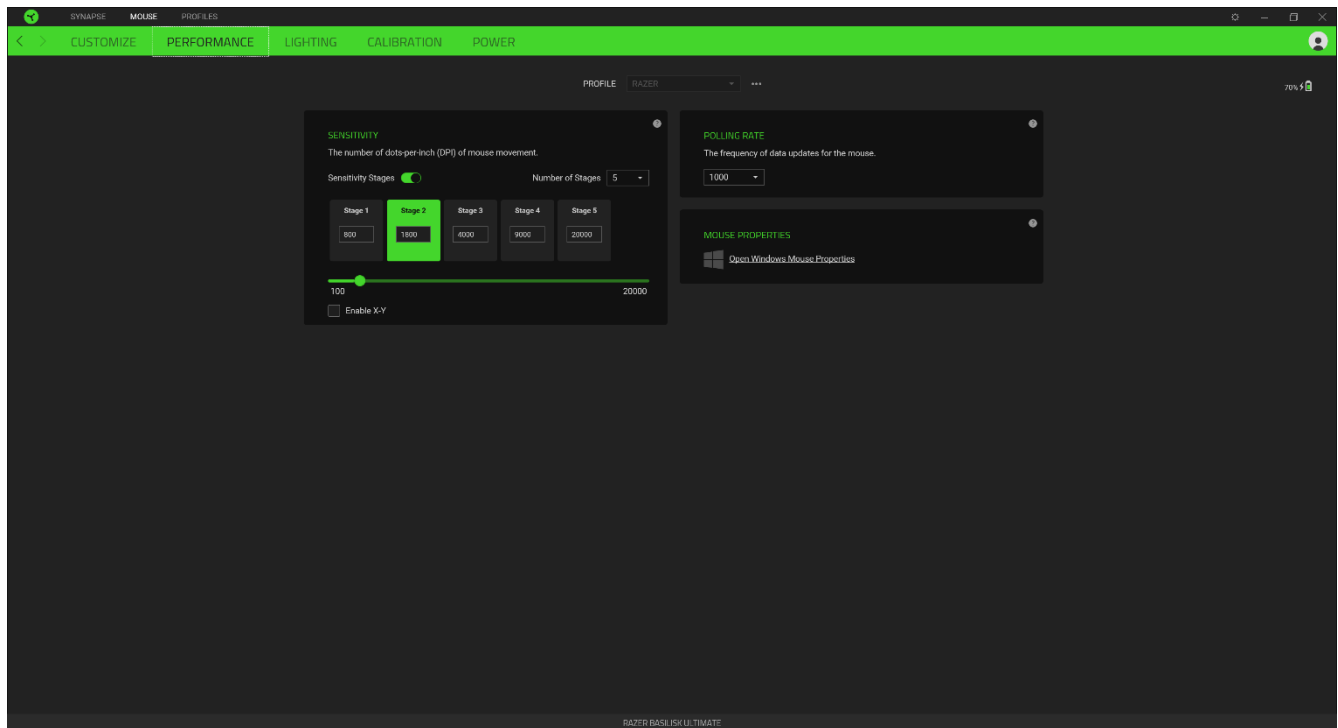 SYNAPSE MOUSE PROFILES
CUSTOMIZE PERFORMANCE LIGHTING CALIBRATION POWER
PROFILE RAZER
70%
SENSITIVITY
The number of dots-per-inch (DPI) of mouse movement.
Sensitivity Stages Number of Stages 5
Stage 1 Stage 2 Stage 3 Stage 4 Stage 5
800 1800 4000 9000 20000
100 20000
Enable X-Y
POLLING RATE
The frequency of data updates for the mouse.
1000
MOUSE PROPERTIES
Open Windows Mouse Properties
RAZER BASILISK ULTIMATE